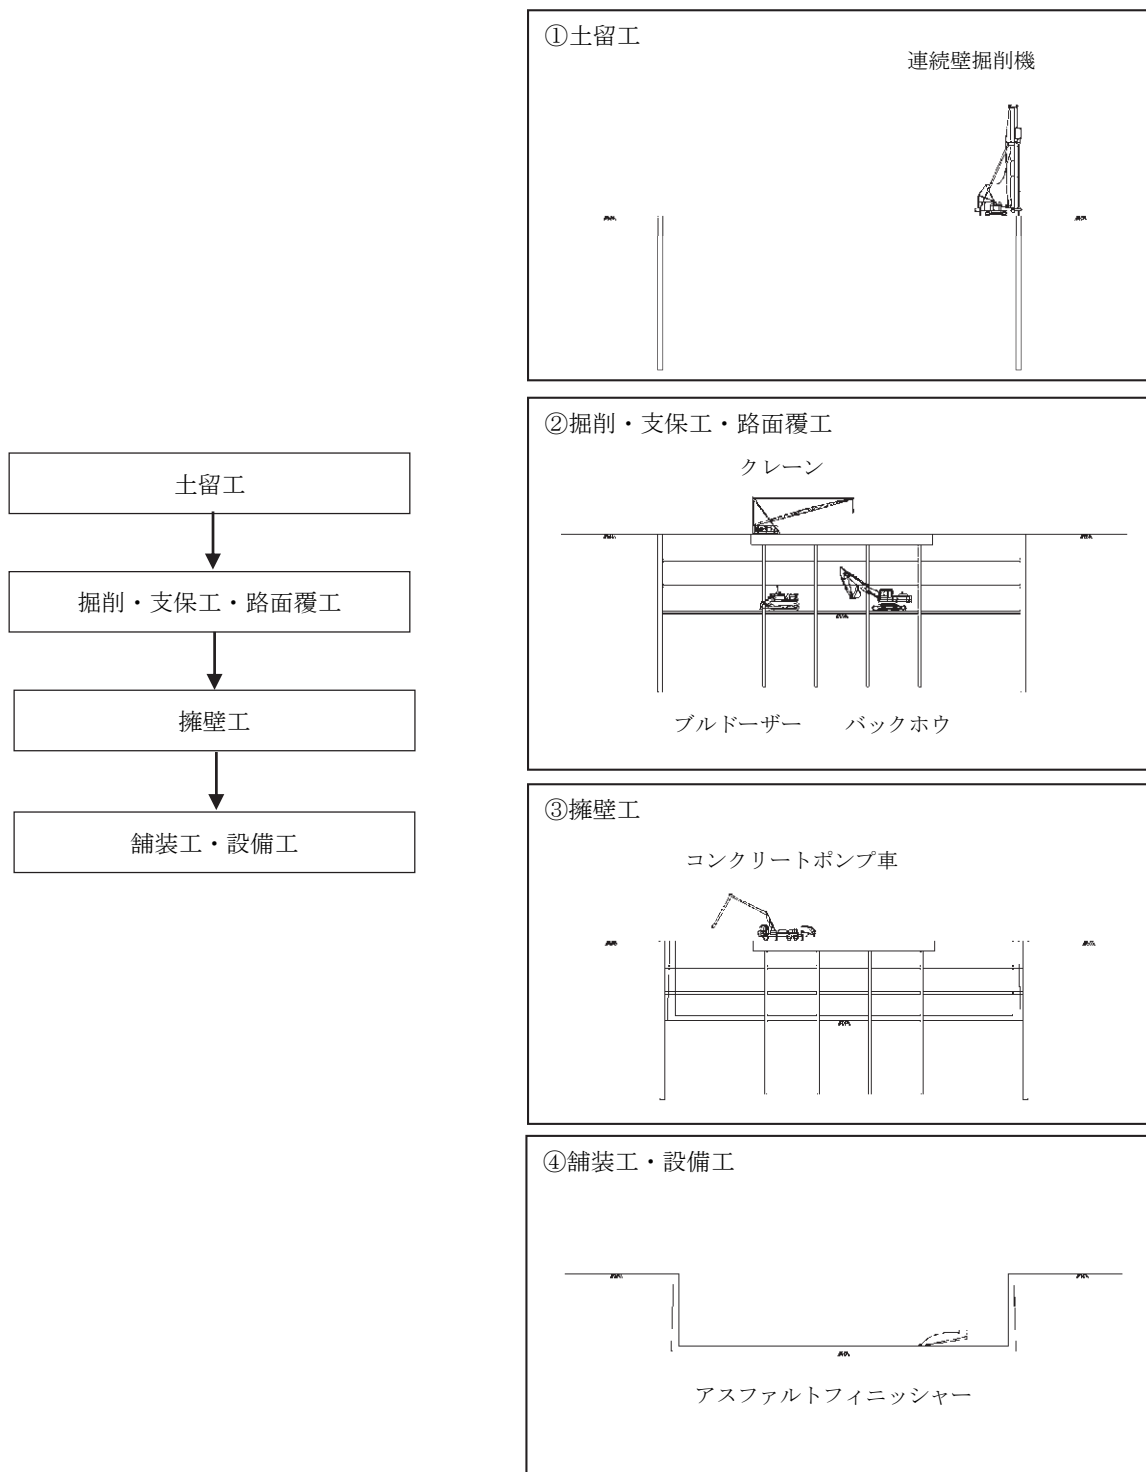 土留工
掘削・支保工・路面覆工
擁壁工
舗装工・設備工
①土留工
連続壁掘削機
②掘削・支保工・路面覆工
クレーン
ブルドーザー
バックホウ
③擁壁工
コンクリートポンプ車
④舗装工・設備工
アスファルトフィニッシャー